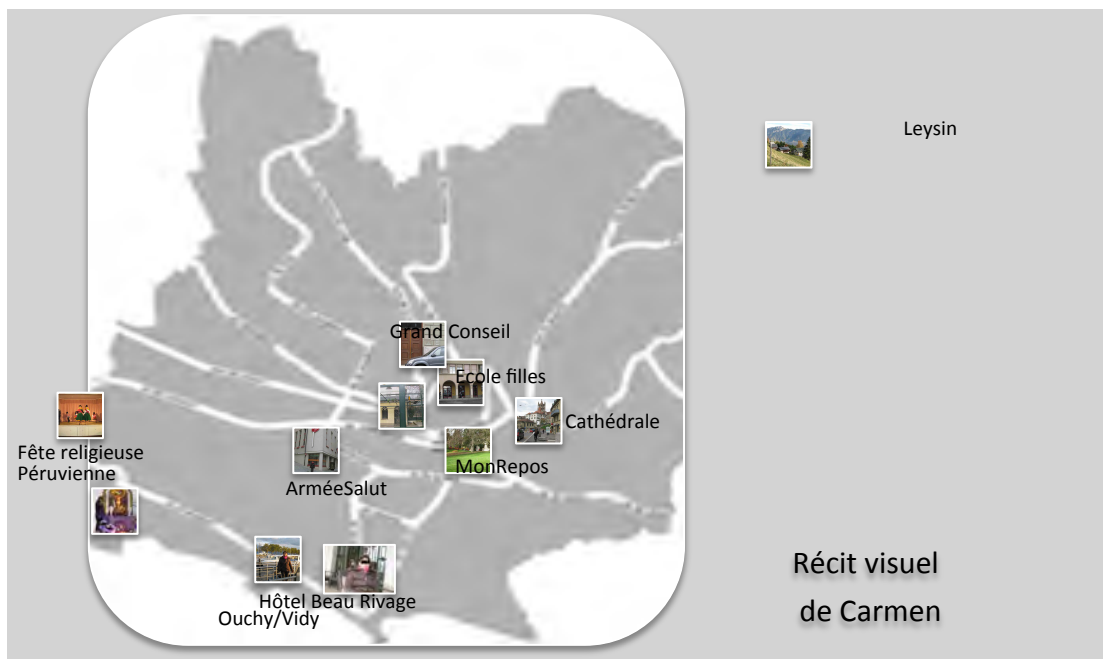 Leysin
Grand Conseil
Ecole filles
Cathédrale
Fête religieuse
Péruvienne
MonRepos
ArméeSalut
Hôtel Beau Rivage
Ouchy/Vidy
Récit visuel
de Carmen